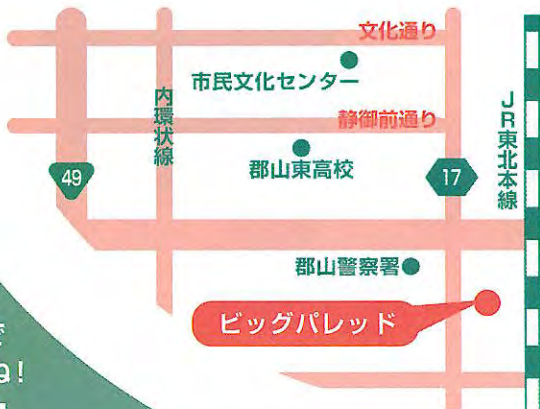 文化通り
市民文化センター
内環状線
静御前通り
JR東北本線
郡山東高校
49
17
郡山警察署
ビッグパレッド